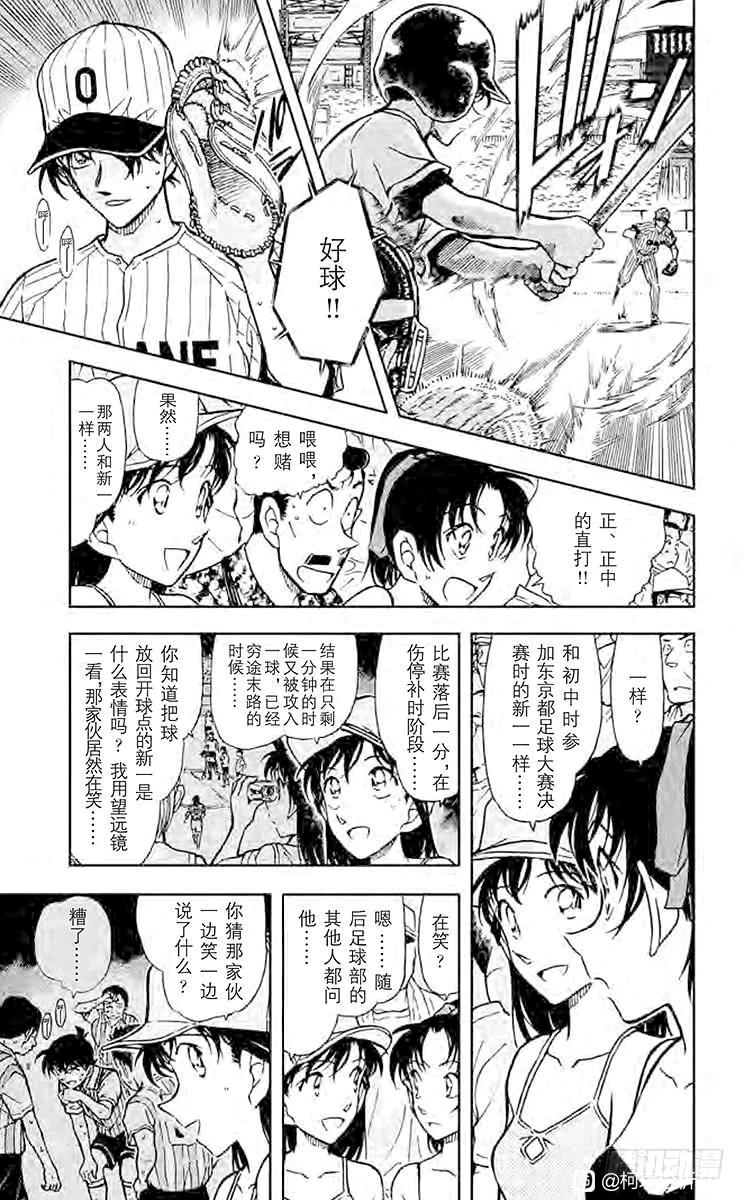 好球!!
O
呼
呼
正、正中
的直打!!
喂喂，
想赌
吗？
果然……
那两人和新一
一样……
一样？
和初中时参
加东京都足球大赛决
赛时的新一一样……
比赛落后一分，在
伤停补时阶段……
结果在只剩
一分钟的时
候又被攻入
一球，已经
穷途末路的
时候……
你知道把球
放回开球点的新一是
什么表情吗？我用望远镜
一看，那家伙居然在笑……
在笑？
嗯……随
后足球部的
其他人都问
他……
你猜那家伙
一边笑一边
说了什么？
糟了……